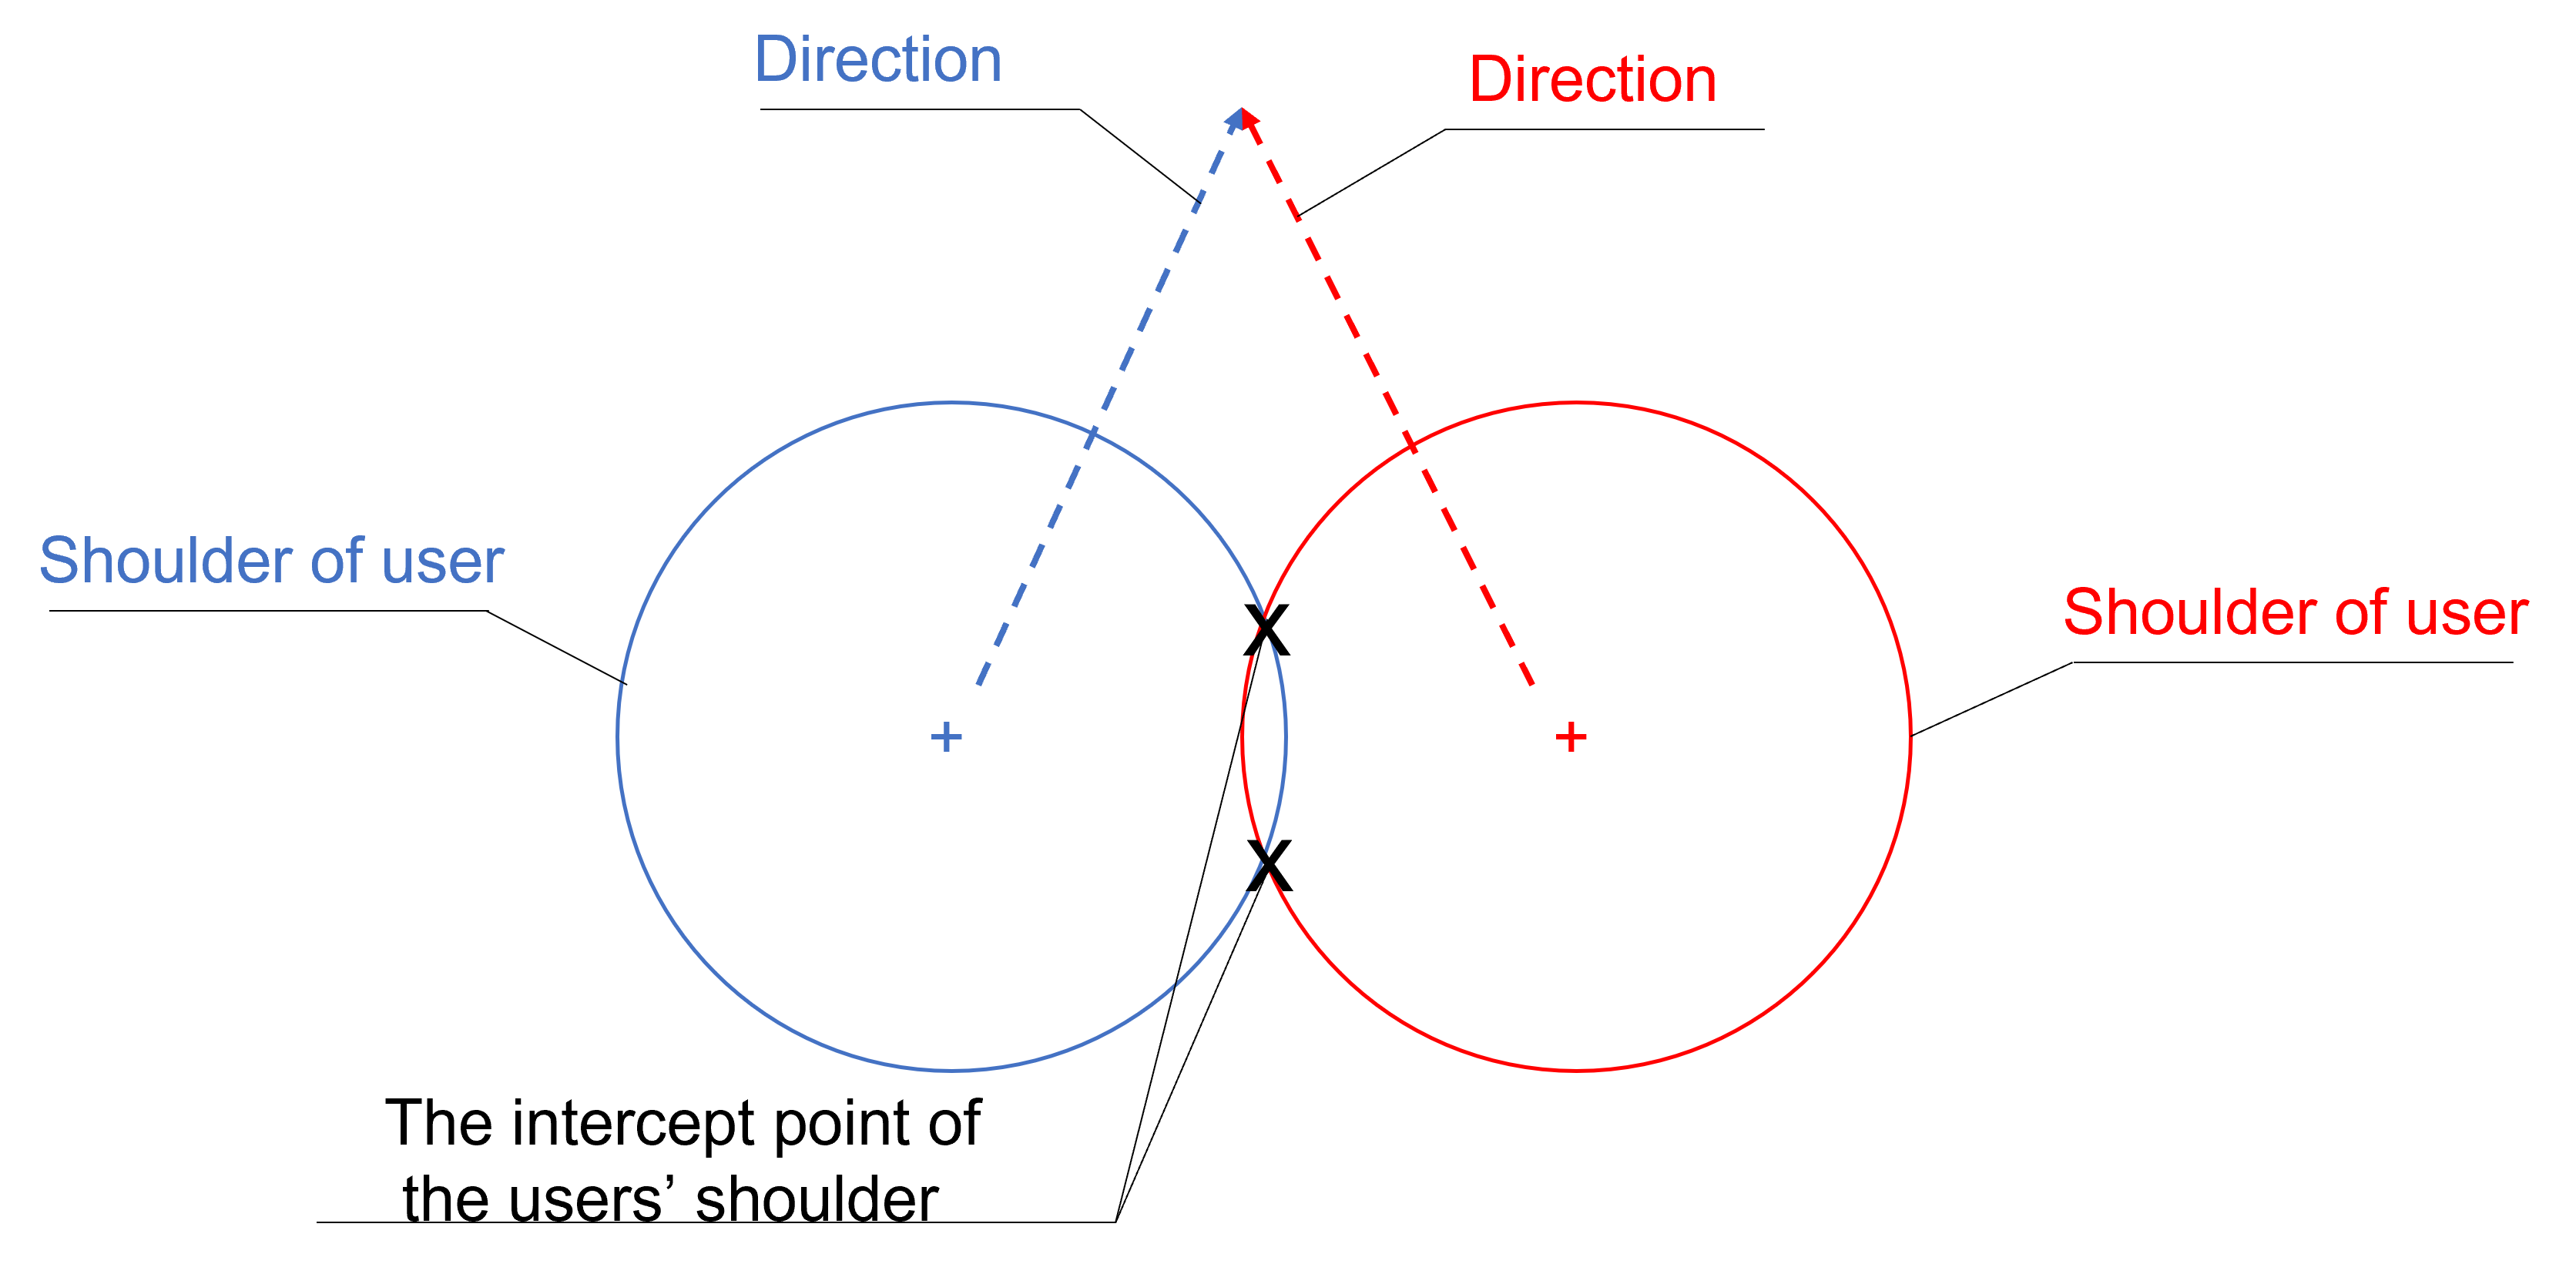 Direction
Direction
Shoulder of user
Shoulder of user
X
X
The intercept point of
the users’ shoulder